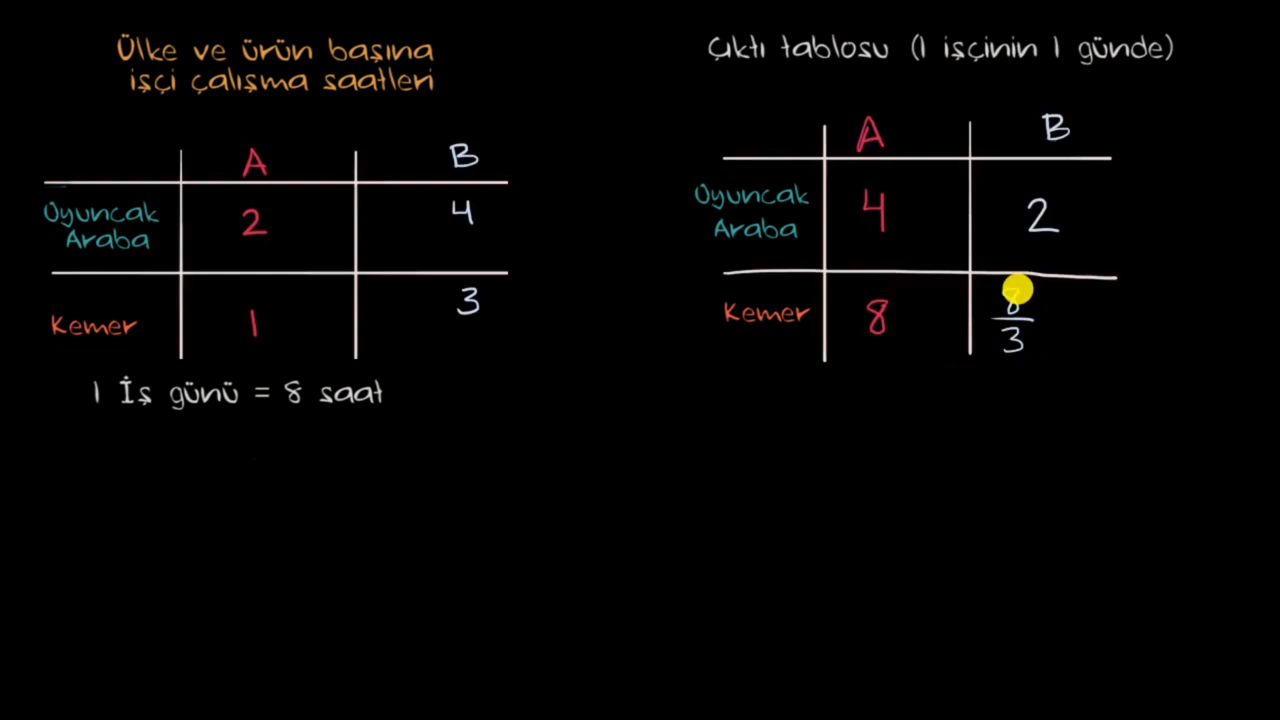 Ülke ve ürün başına
işçi çalışma saatleri
A B
Oyuncak
Araba
2 4
Kemer 1 3
1 İş günü = 8 saat
Çıktı tablosu (1 işçinin 1 günde)
A B
Oyuncak
Araba
4 2
Kemer 8 8/3